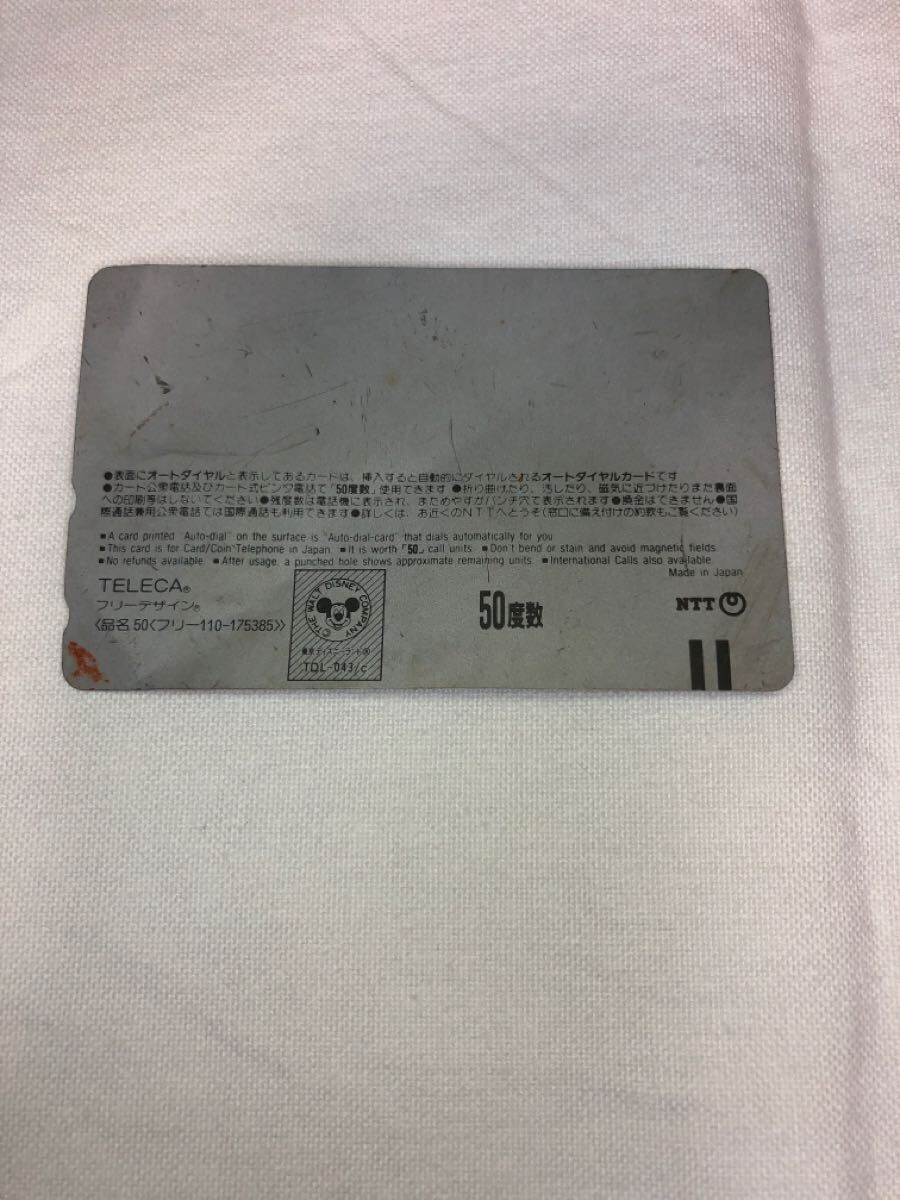 ●表面にオートダイヤルと表示してあるカードは、挿入すると自動的にダイヤルされるオートダイヤルカードです
●カード公衆電話及びカード式ピンク電話で「50度数」使用できます●折り曲げたり、汚したり、磁気に近づけたりまた裏面
への印刷等はしないでください●残度数は電話機に表示され、まためやすがパンチ穴で表示されます●換金はできません●国
際通話兼用公衆電話では国際通話も利用できます●詳しくは、お近くのNTTへどうぞ(窓口に備え付けの約款もご覧ください)
■A card printed "Auto-dial" on the surface is "Auto-dial-card" that dials automatically for you
■This card is for Card/Coin Telephone in Japan. ■It is worth「50」call units ■Don't bend or stain and avoid magnetic fields
■No refunds available. ■After usage, a punched hole shows approximate remaining units ■International Calls also available
Made in Japan
TELECA®
フリーデザイン®
〈品名 50〈フリー110-175385〉〉
©THE WALT DISNEY COMPANY
東京ディズニーランド®
TDL-043/c
50度数
NTT